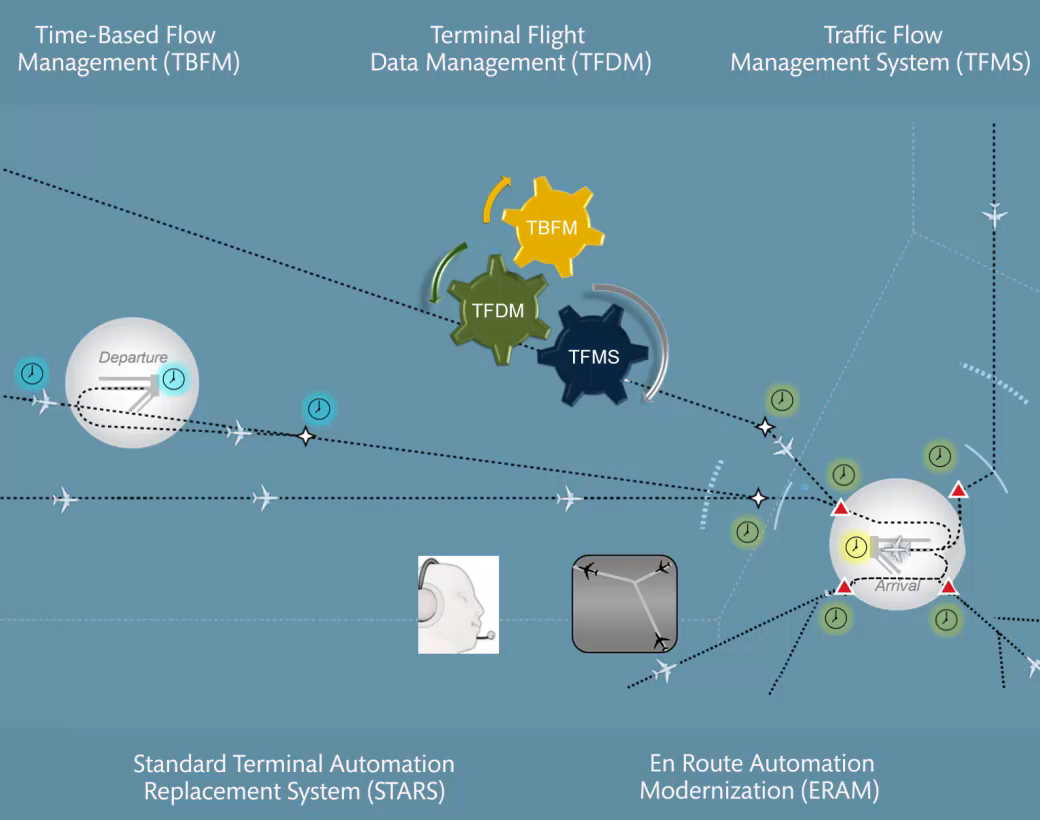 Time-Based Flow
Management (TBFM)
Terminal Flight
Data Management (TFDM)
Traffic Flow
Management System (TFMS)
TBFM
TFDM
TFMS
Departure
Arrival
Standard Terminal Automation
Replacement System (STARS)
En Route Automation
Modernization (ERAM)